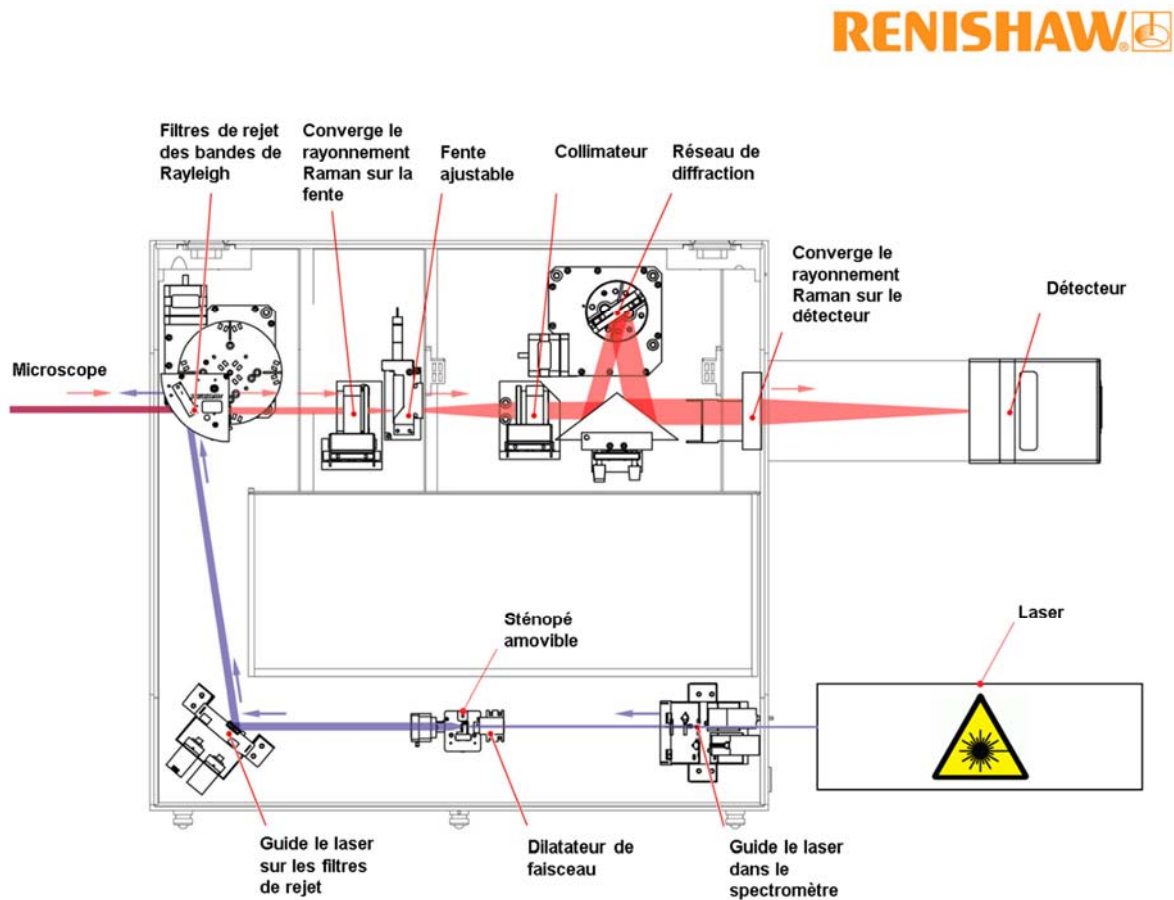 RENISHAW
Filtres de rejet
des bandes de
Rayleigh
Converge le
rayonnement
Raman sur la
fente
Fente
ajustable
Collimateur
Réseau de
diffraction
Converge le
rayonnement
Raman sur le
détecteur
Détecteur
Microscope
Sténopé
amovible
Laser
Guide le laser
sur les filtres
de rejet
Dilatateur de
faisceau
Guide le laser
dans le
spectromètre